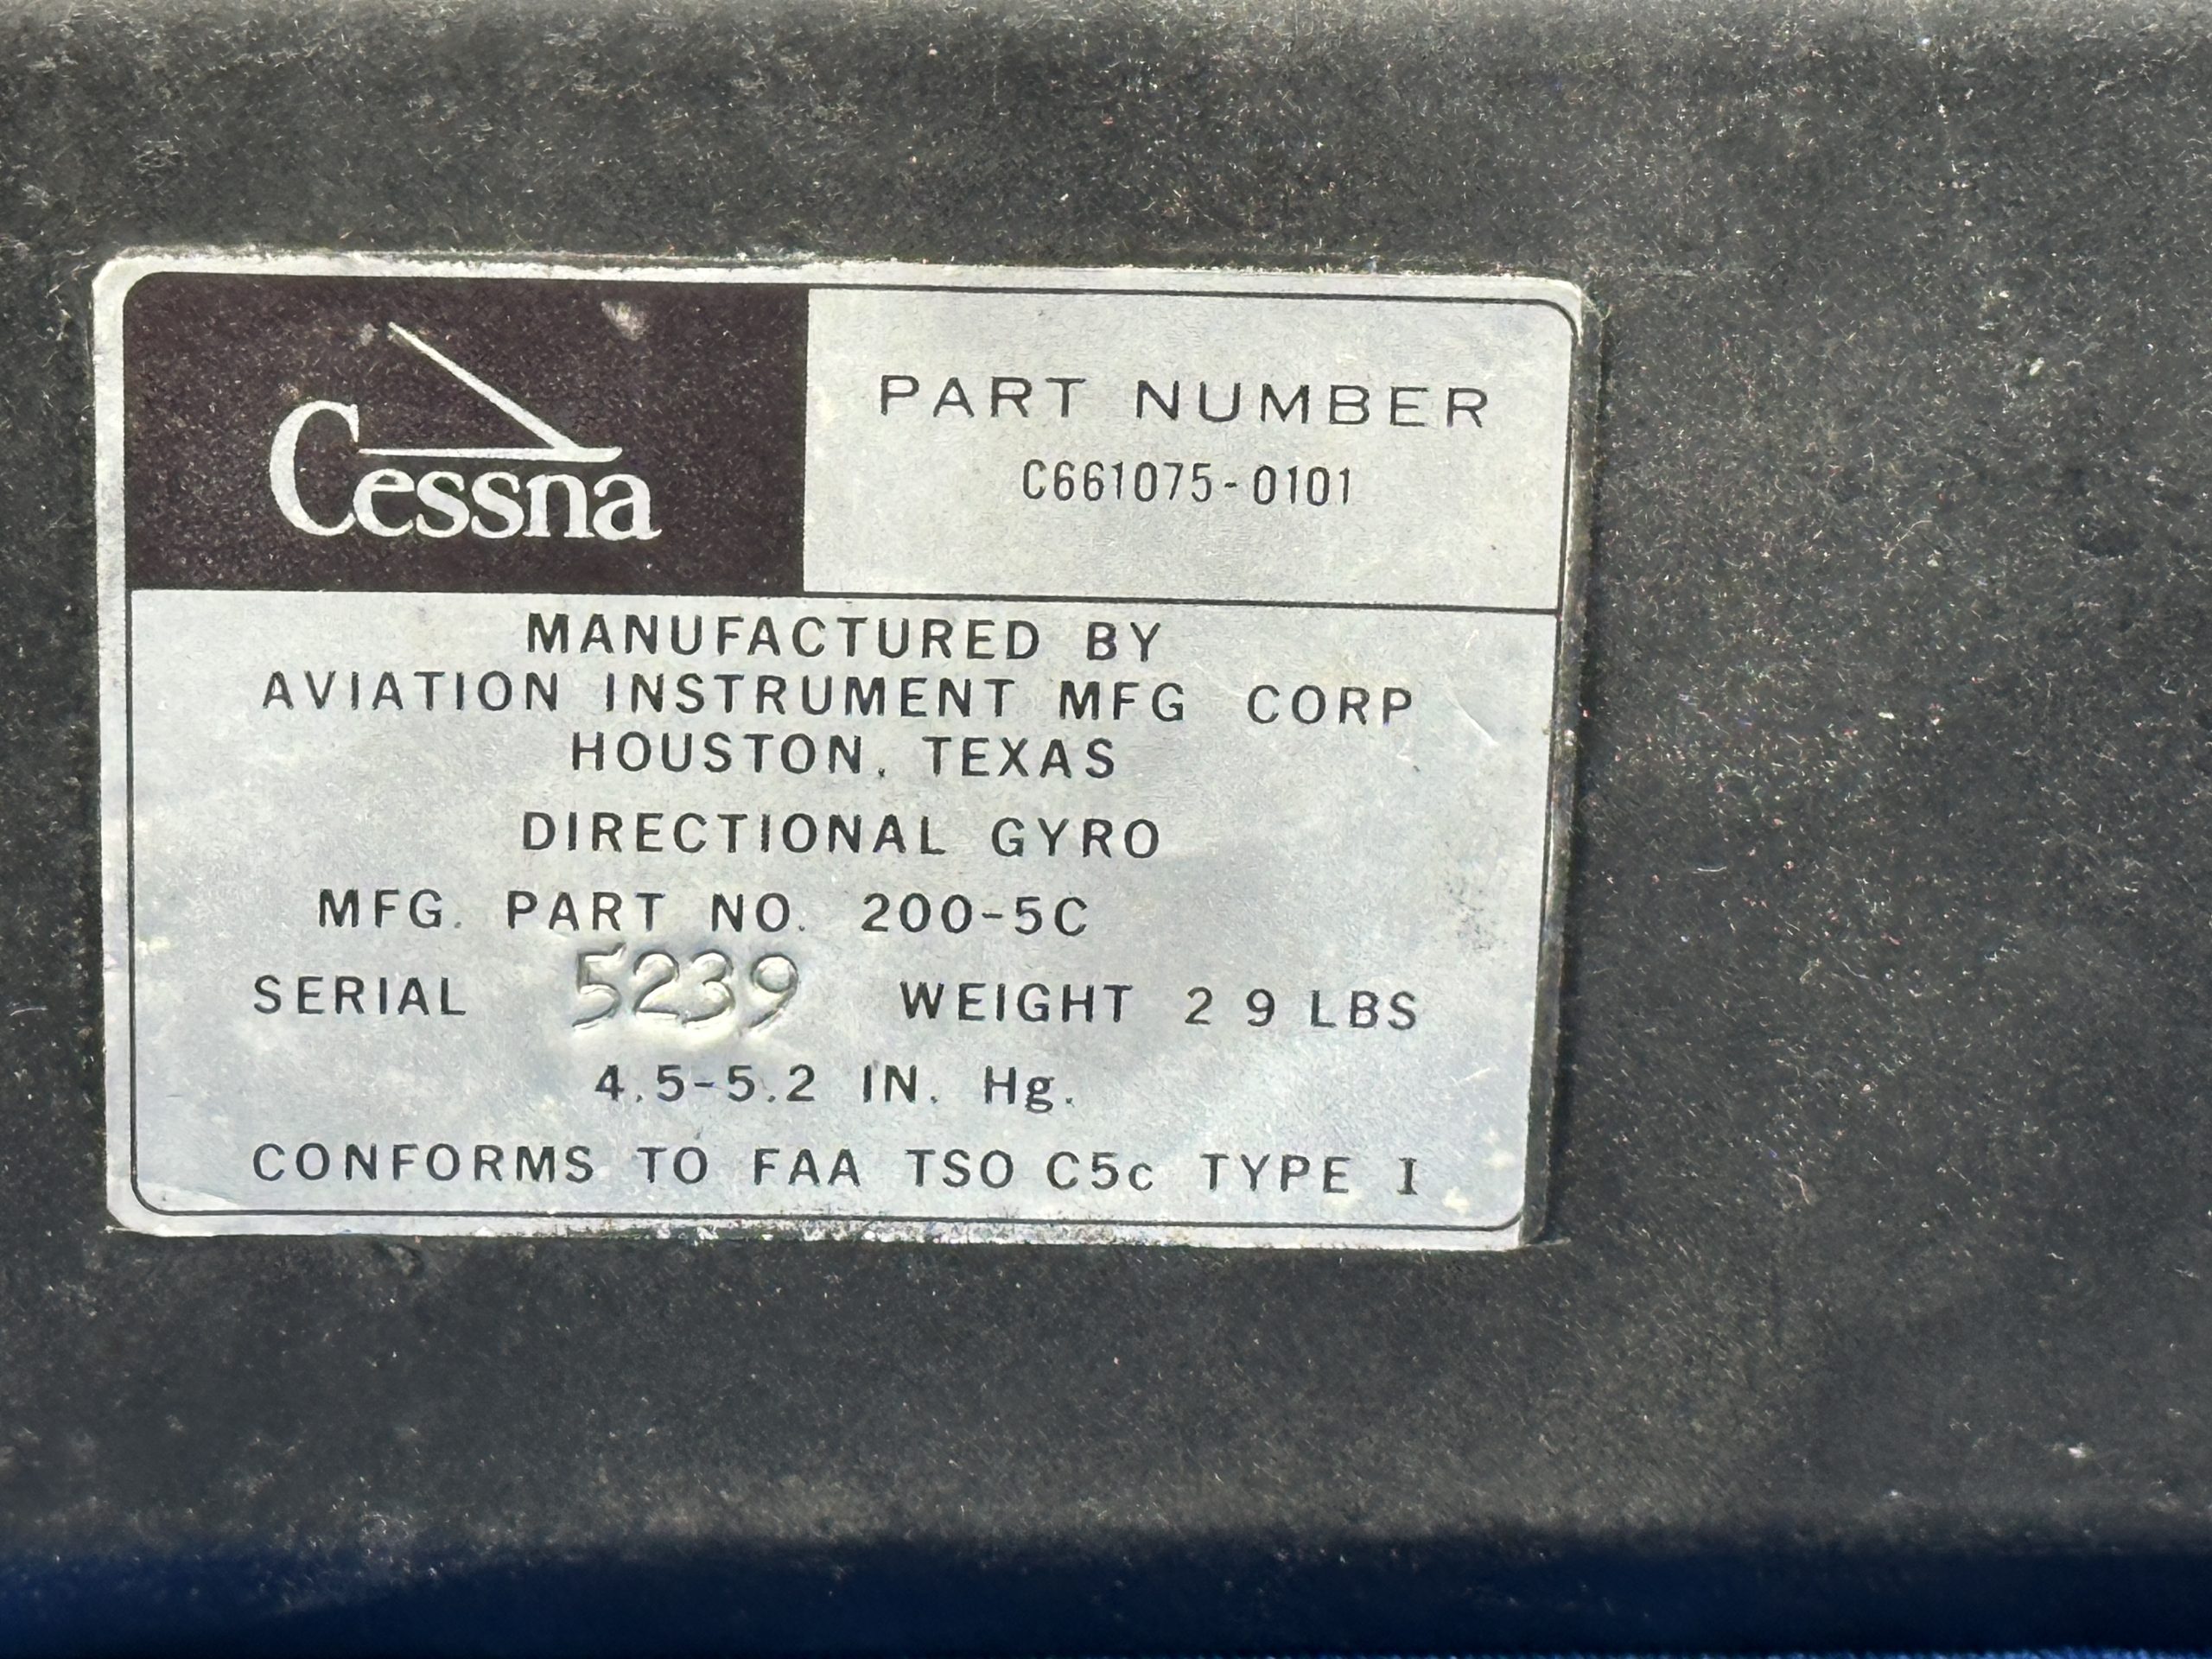 Cessna
PART NUMBER
C661075-0101
MANUFACTURED BY
AVIATION INSTRUMENT MFG CORP
HOUSTON, TEXAS
DIRECTIONAL GYRO
MFG. PART NO. 200-5C
SERIAL 5239 WEIGHT 2 9 LBS
4.5-5.2 IN. Hg.
CONFORMS TO FAA TSO C5c TYPE I